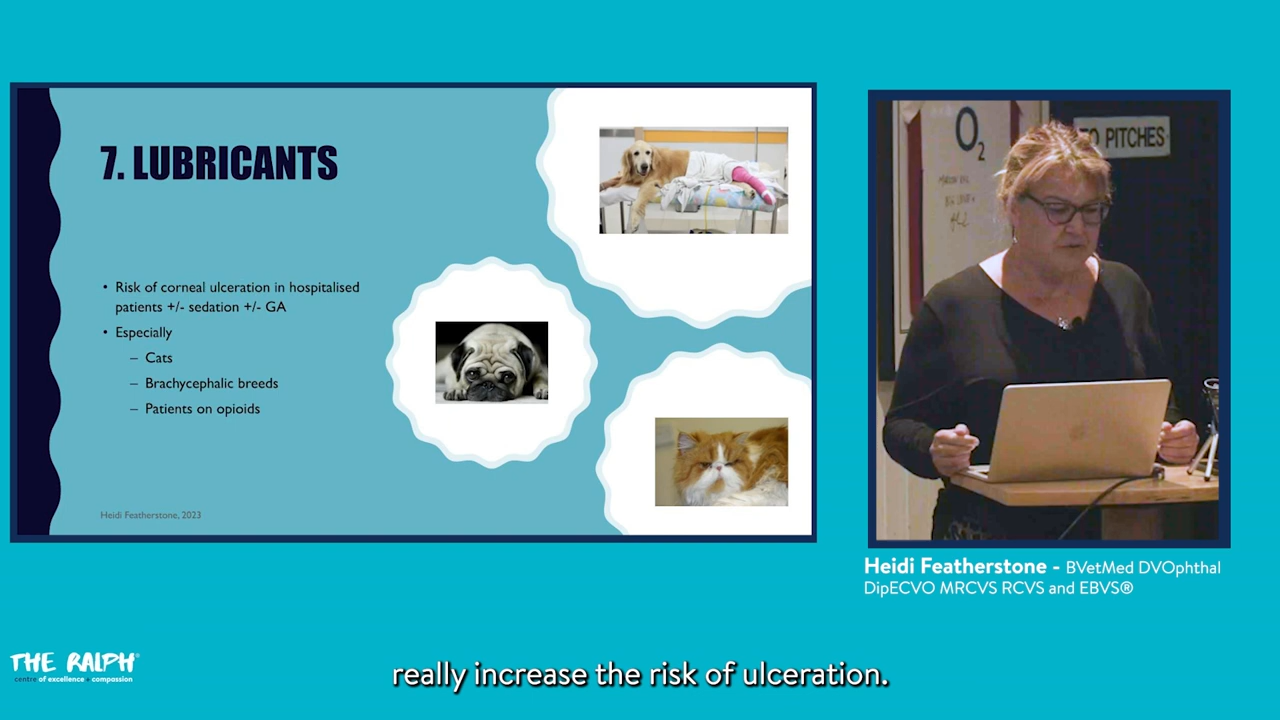 7. LUBRICANTS
• Risk of corneal ulceration in hospitalised
patients +/- sedation +/- GA
• Especially
– Cats
– Brachycephalic breeds
– Patients on opioids
Heidi Featherstone, 2023
O2
TO PITCHES
Heidi Featherstone - BVetMed DVOphthal
DipECVO MRCVS RCVS and EBVS®
THE RALPH®
centre of excellence + compassion
really increase the risk of ulceration.